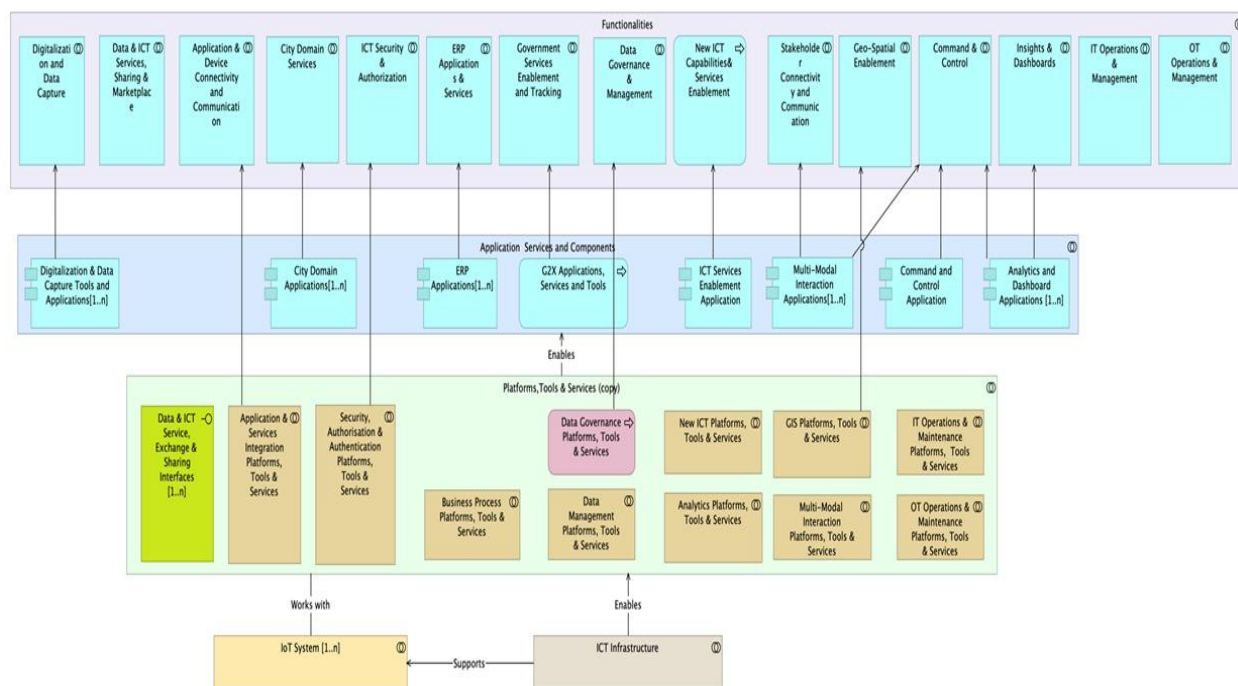 Functionalities
Digitalizati
on and
Data
Capture
Data & ICT
Services,
Sharing &
Marketplac
e
Application &
Device
Connectivity
and
Communicati
on
City Domain
Services
ICT Security
&
Authorization
ERP
Application
s &
Services
Government
Services
Enablement
and Tracking
Data
Governance
&
Management
New ICT
Capabilities&
Services
Enablement
Stakeholde
r
Connectivit
y and
Communic
ation
Geo-Spatial
Enablement
Command &
Control
Insights &
Dashboards
IT Operations
&
Management
OT
Operations &
Management
Application Services and Components
Digitalization & Data
Capture Tools and
Applications[1..n]
City Domain
Applications[1..n]
ERP
Applications[1..n]
G2X Applications,
Services and Tools
ICT Services
Enablement
Application
Multi-Modal
Interaction
Applications[1..n]
Command and
Control
Application
Analytics and
Dashboard
Applications [1..n]
Enables
Platforms,Tools & Services (copy)
Data & ICT
Service,
Exchange &
Sharing
Interfaces
[1..n]
Application &
Services
Integration
Platforms,
Tools &
Services
Security,
Authorisation &
Authentication
Platforms,
Tools &
Services
Business Process
Platforms, Tools &
Services
Data Governance
Platforms, Tools
& Services
Data
Management
Platforms, Tools
& Services
New ICT Platforms,
Tools & Services
Analytics Platforms,
Tools & Services
GIS Platforms, Tools
& Services
Multi-Modal
Interaction
Platforms, Tools &
Services
IT Operations &
Maintenance
Platforms, Tools
& Services
OT Operations &
Maintenance
Platforms, Tools
& Services
Works with
Enables
IoT System [1..n]
Supports
ICT Infrastructure